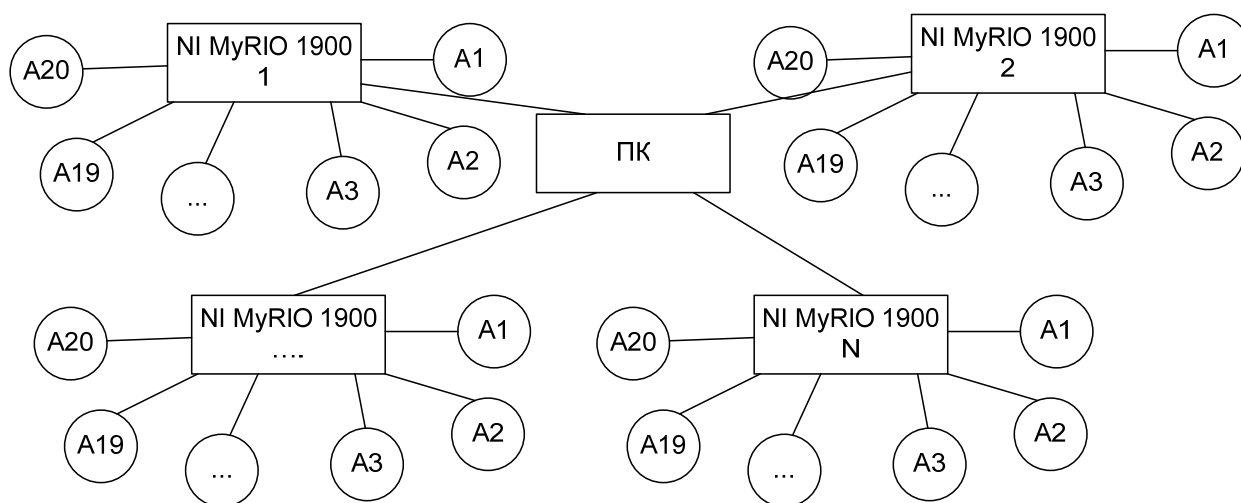 NI MyRIO 1900
1
A20
A1
A19
...
A3
A2
NI MyRIO 1900
2
A20
A1
A19
...
A3
A2
ПК
NI MyRIO 1900
....
A20
A1
A19
...
A3
A2
NI MyRIO 1900
N
A20
A1
A19
...
A3
A2